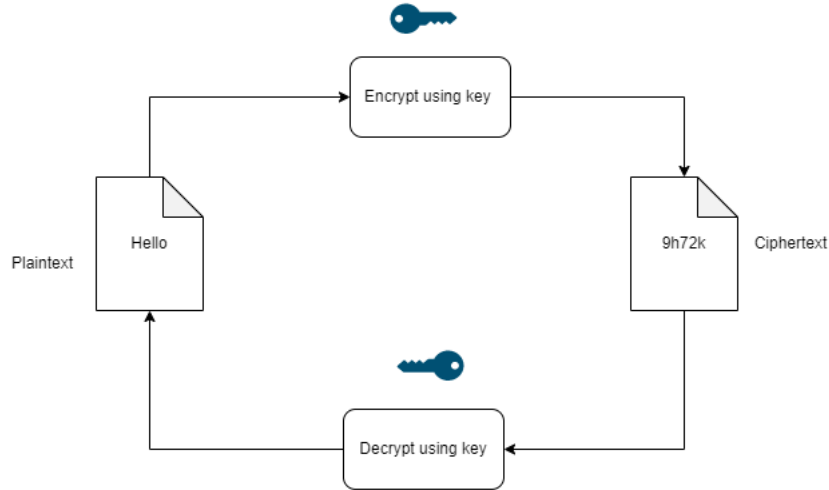 Encrypt using key
Hello
9h72k
Ciphertext
Plaintext
Decrypt using key